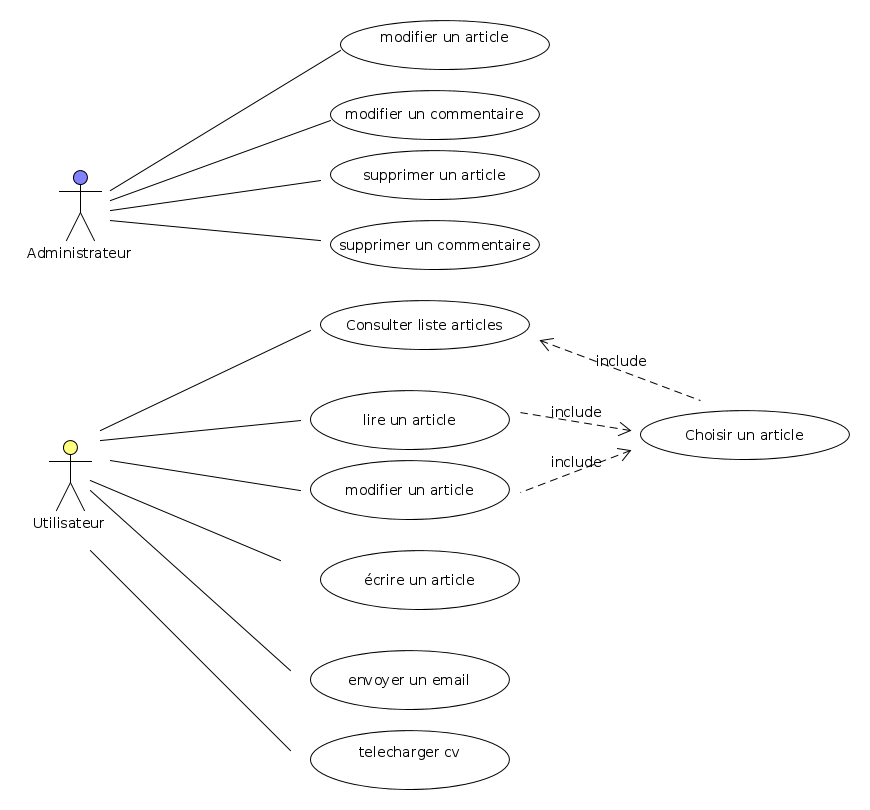 modifier un article
modifier un commentaire
supprimer un article
supprimer un commentaire
Administrateur
Consulter liste articles
include
include
lire un article
Choisir un article
include
modifier un article
Utilisateur
écrire un article
envoyer un email
telecharger cv